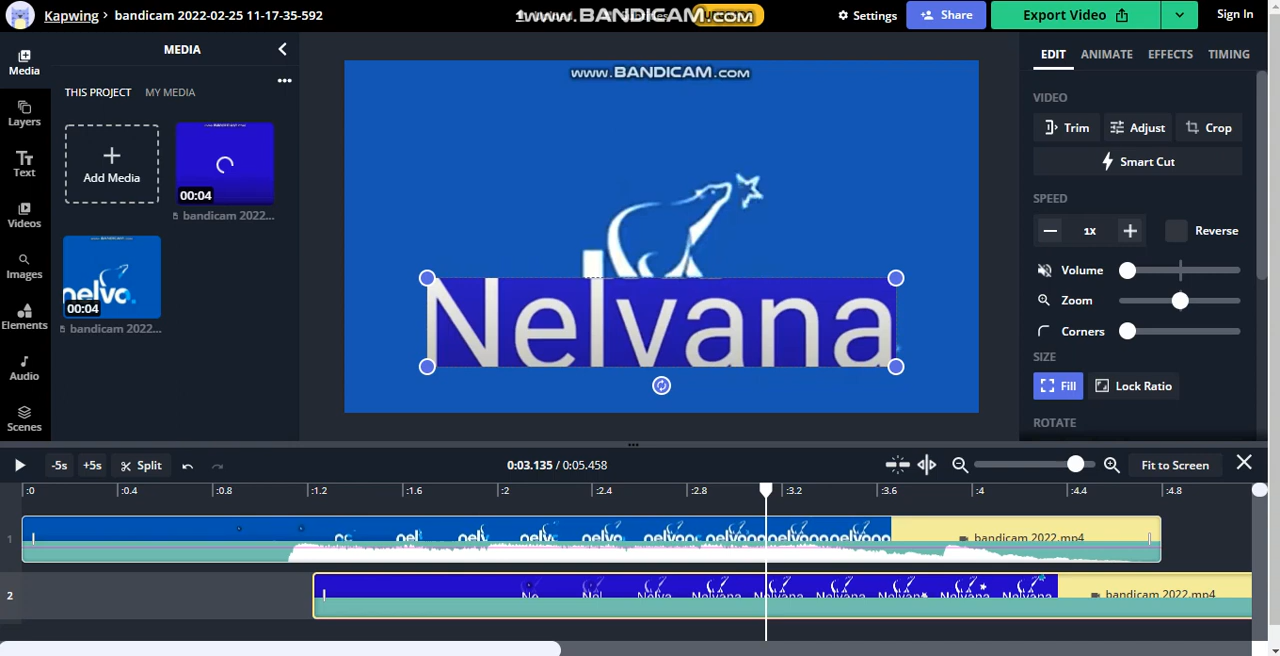 Kapwing › bandicam 2022-02-25 11-17-35-592
www.BANDICAM.com
Settings
Share
Export Video
Sign In
Media
MEDIA
EDIT
ANIMATE
EFFECTS
TIMING
www.BANDICAM.com
THIS PROJECT
MY MEDIA
Layers
Text
Videos
Images
Elements
Audio
Scenes
Add Media
00:04
bandicam 2022...
00:04
bandicam 2022...
Nelvana
VIDEO
Trim
Adjust
Crop
Smart Cut
SPEED
1X
Reverse
Volume
Zoom
Corners
SIZE
Fill
Lock Ratio
ROTATE
-5s
+5s
Split
0:03.135 / 0:05.458
Fit to Screen
:0
:0.4
:0.8
:1.2
:1.6
:2
:2.4
:2.8
:3.2
:3.6
:4
:4.4
:4.8
1
bandicam 2022.mp4
2
bandicam 2022.mp4